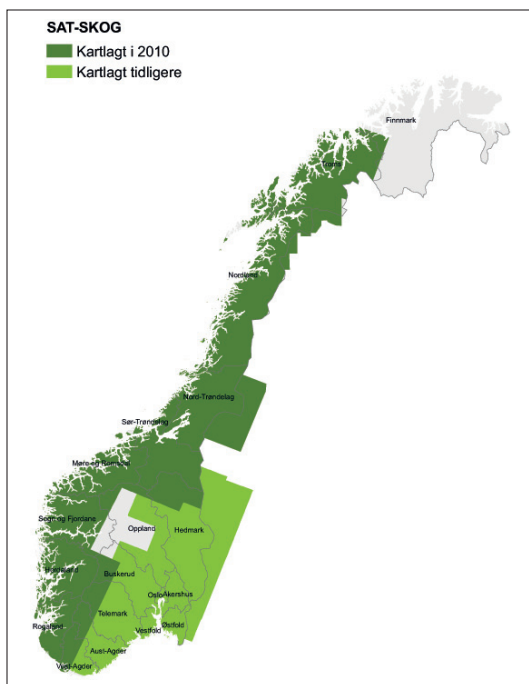 SAT-SKOG
Kartlagt i 2010
Kartlagt tidligere
Finnmark
Troms
Nordland
Nord-Trøndelag
Sør-Trøndelag
Møre og Romsdal
Sogn og Fjordane
Oppland
Hedmark
Hordaland
Buskerud
Oslo
Akershus
Telemark
Rogaland
Vestfold
Østfold
Aust-Agder
Vest-Agder